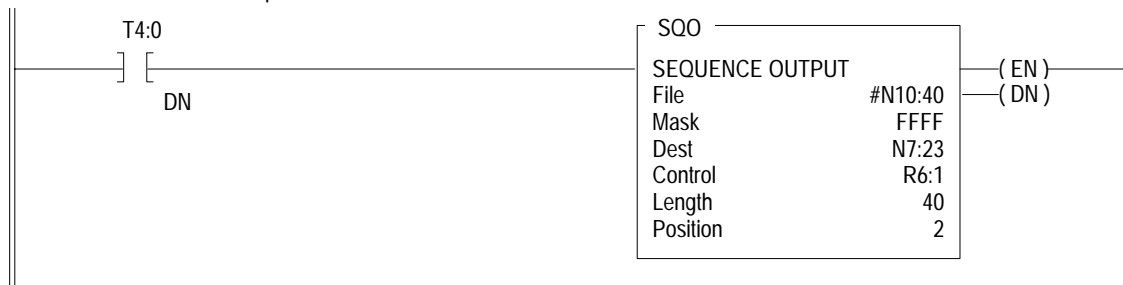 T4:0
DN
SQO
SEQUENCE OUTPUT
File #N10:40
Mask FFFF
Dest N7:23
Control R6:1
Length 40
Position 2
EN
DN